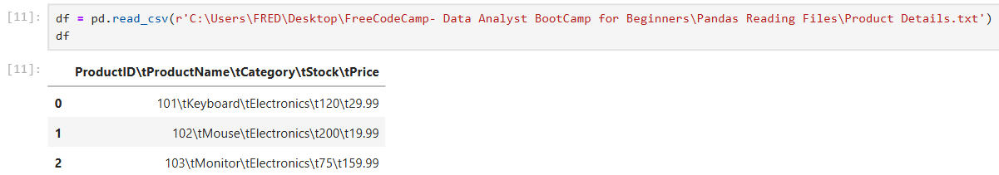 [11]: df = pd.read_csv(r'C:\Users\FRED\Desktop\FreeCodeCamp- Data Analyst BootCamp for Beginners\Pandas Reading Files\Product Details.txt')
df
[11]: ProductID\tProductName\tCategory\tStock\tPrice
0 101\tKeyboard\tElectronics\t120\t29.99
1 102\tMouse\tElectronics\t200\t19.99
2 103\tMonitor\tElectronics\t75\t159.99